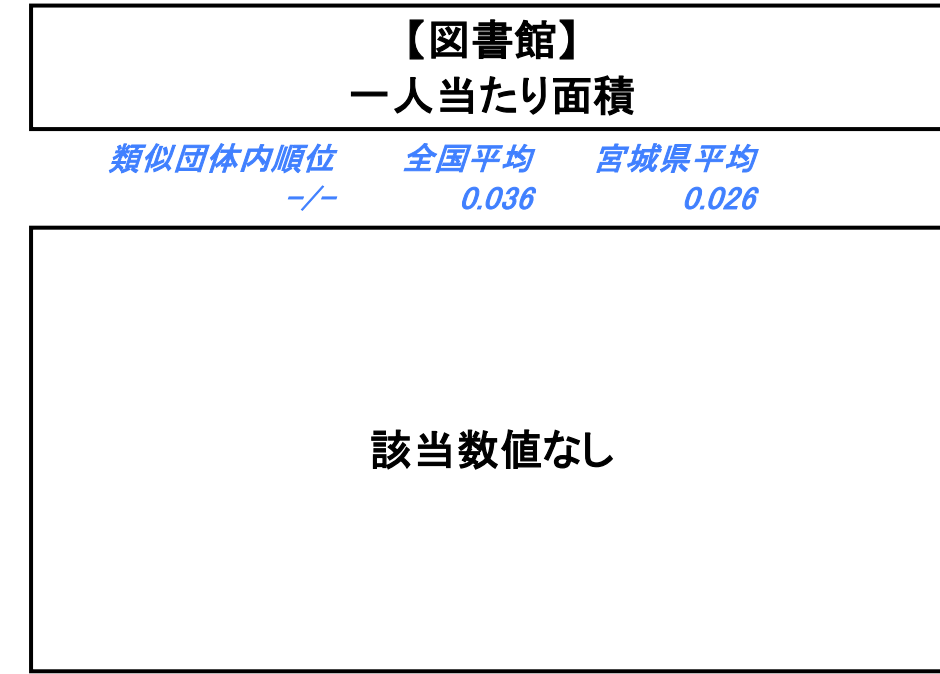 【図書館】
一人当たり面積
類似団体内順位 全国平均 宮城県平均
-/- 0.036 0.026
該当数値なし